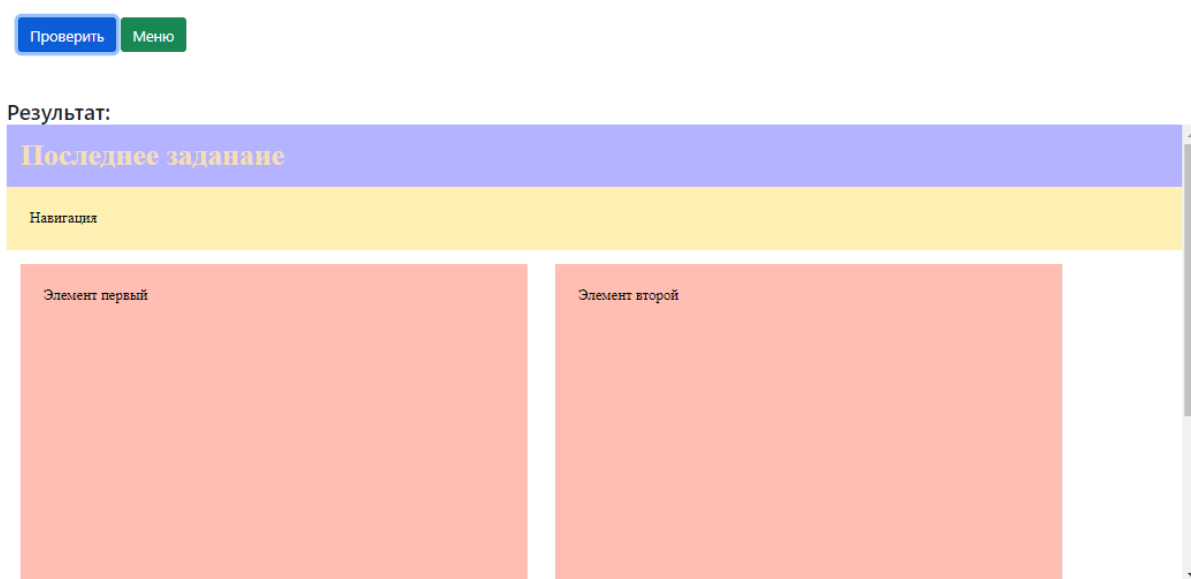 Проверить Меню
Результат:
Последнее заданаие
Навигация
Элемент первый Элемент второй